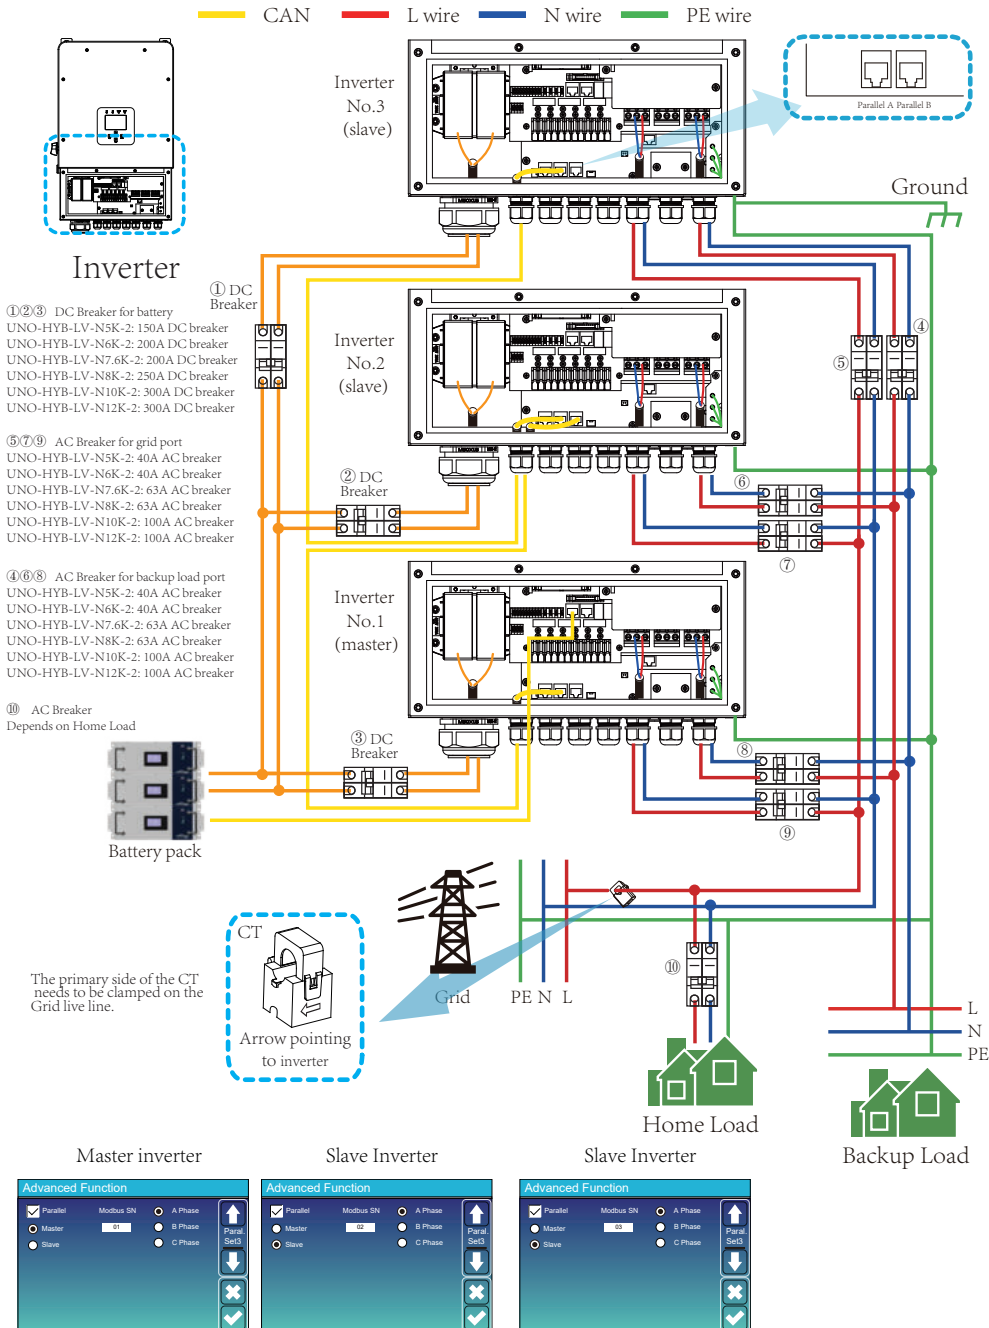 CAN L wire N wire PE wire
Inverter
No.3
(slave)
Parallel A Parallel B
Ground
Inverter
① DC
Breaker
①②③ DC Breaker for battery
UNO-HYB-LV-N5K-2: 150A DC breaker
UNO-HYB-LV-N6K-2: 200A DC breaker
UNO-HYB-LV-N7.6K-2: 200A DC breaker
UNO-HYB-LV-N8K-2: 250A DC breaker
UNO-HYB-LV-N10K-2: 300A DC breaker
UNO-HYB-LV-N12K-2: 300A DC breaker
Inverter
No.2
(slave)
④
⑤
⑤⑦⑨ AC Breaker for grid port
UNO-HYB-LV-N5K-2: 40A AC breaker
UNO-HYB-LV-N6K-2: 40A AC breaker
UNO-HYB-LV-N7.6K-2: 63A AC breaker
UNO-HYB-LV-N8K-2: 63A AC breaker
UNO-HYB-LV-N10K-2: 100A AC breaker
UNO-HYB-LV-N12K-2: 100A AC breaker
② DC
Breaker
⑥
⑦
④⑥⑧ AC Breaker for backup load port
UNO-HYB-LV-N5K-2: 40A AC breaker
UNO-HYB-LV-N6K-2: 40A AC breaker
UNO-HYB-LV-N7.6K-2: 63A AC breaker
UNO-HYB-LV-N8K-2: 63A AC breaker
UNO-HYB-LV-N10K-2: 100A AC breaker
UNO-HYB-LV-N12K-2: 100A AC breaker
Inverter
No.1
(master)
⑩ AC Breaker
Depends on Home Load
③ DC
Breaker
⑧
⑨
Battery pack
CT
The primary side of the CT
needs to be clamped on the
Grid live line.
Arrow pointing
to inverter
Grid
PE N L
⑩
L
N
PE
Home Load
Backup Load
Master inverter
Advanced Function
Parallel Modbus SN A Phase
Master 01 B Phase
Slave C Phase
Paral.
Set3
Slave Inverter
Advanced Function
Parallel Modbus SN A Phase
Master 02 B Phase
Slave C Phase
Paral.
Set3
Slave Inverter
Advanced Function
Parallel Modbus SN A Phase
Master 03 B Phase
Slave C Phase
Paral.
Set3